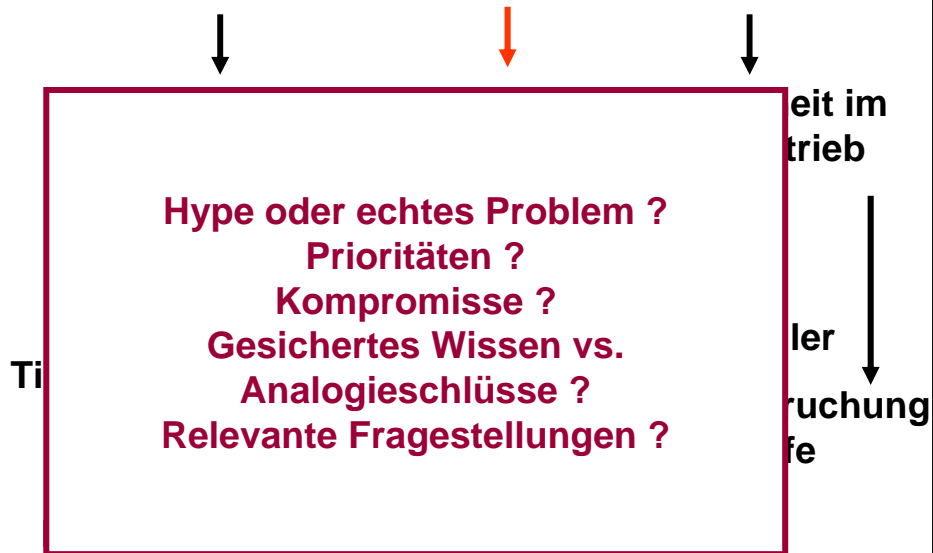 eit im
trieb
Hype oder echtes Problem ?
Prioritäten ?
Kompromisse ?
Gesichertes Wissen vs.
ler
Ti
Analogieschlüsse ?
ruchung
Relevante Fragestellungen ?
fe